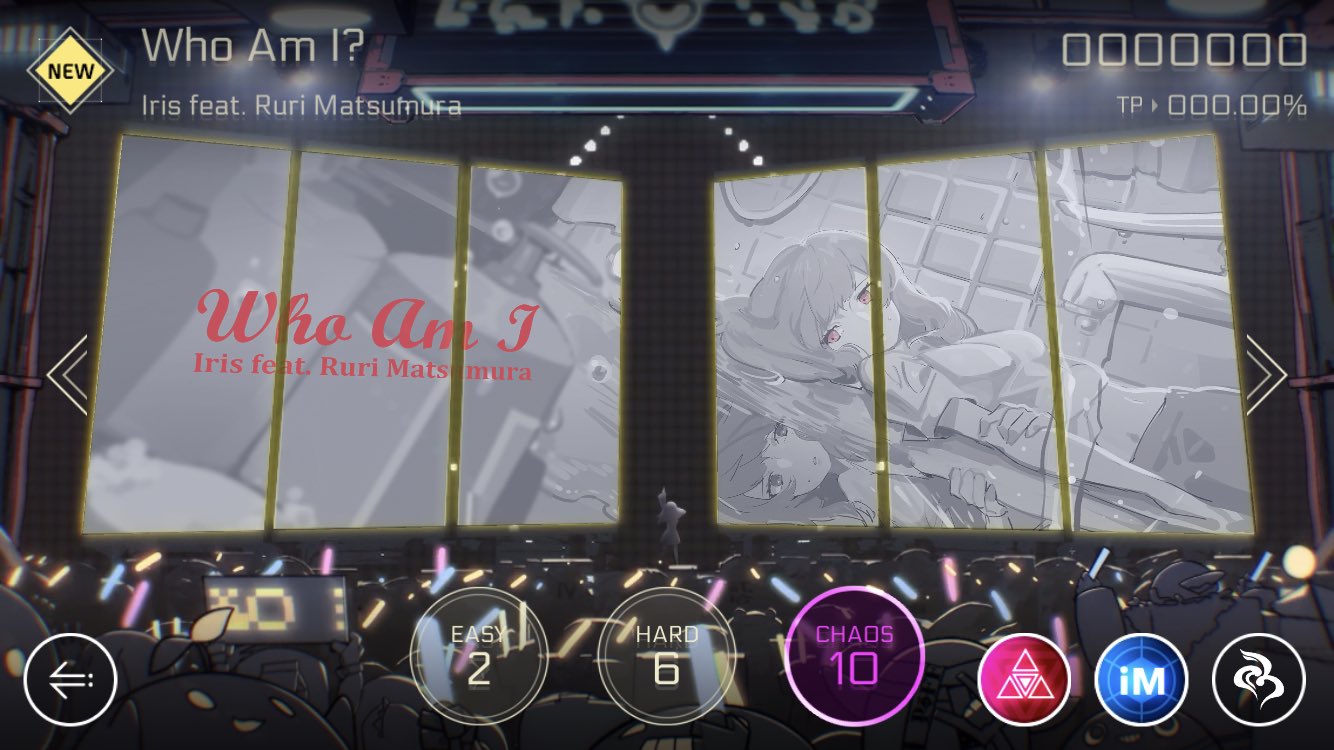 NEW
Who Am I?
Iris feat. Ruri Matsumura
0000000
TP 000.00%
Who Am I
Iris feat. Ruri Matsumura
EASY
2
HARD
6
CHAOS
10
iM